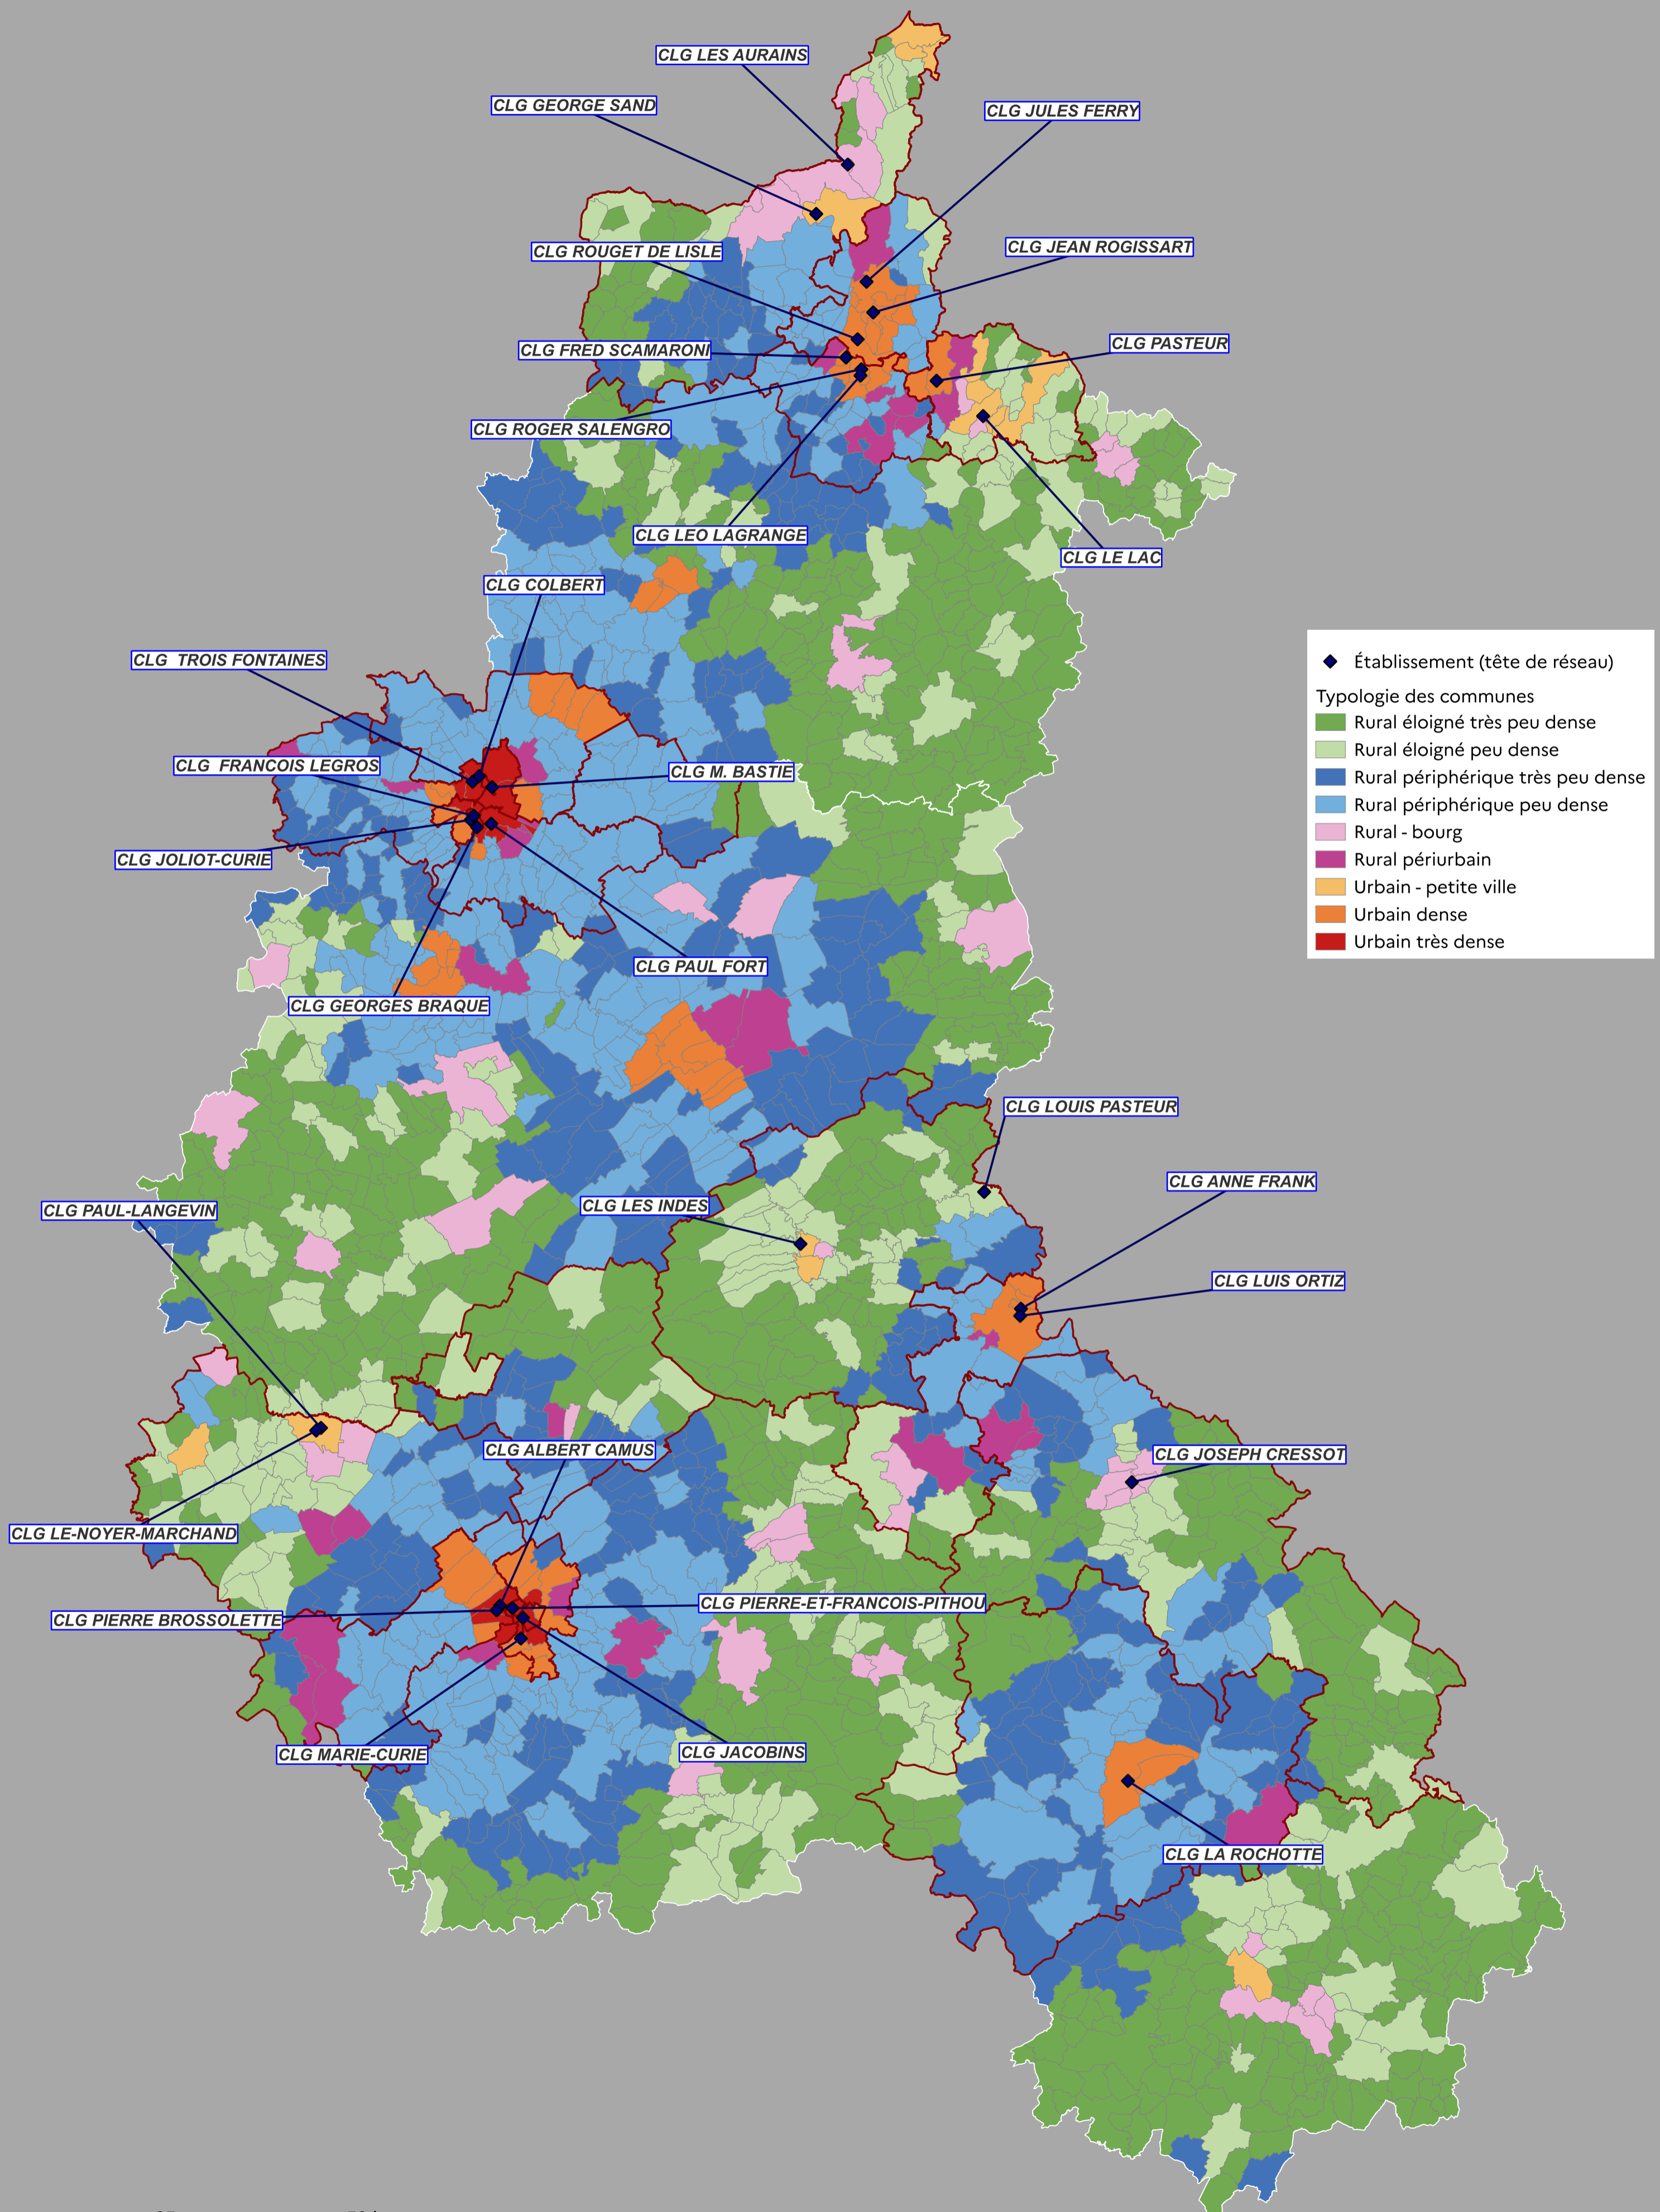 CLG LES AURAINS
CLG GEORGE SAND
CLG JULES FERRY
CLG ROUGET DE LISLE
CLG JEAN ROGISSART
CLG FRED SCAMARONI
CLG PASTEUR
CLG ROGER SALENGRO
CLG LEO LAGRANGE
CLG LE LAC
CLG COLBERT
CLG TROIS FONTAINES
CLG FRANCOIS LEGROS
CLG M. BASTIE
CLG JOLIOT-CURIE
CLG PAUL FORT
CLG GEORGES BRAQUE
Établissement (tête de réseau)
Typologie des communes
Rural éloigné très peu dense
Rural éloigné peu dense
Rural périphérique très peu dense
Rural périphérique peu dense
Rural - bourg
Rural périurbain
Urbain - petite ville
Urbain dense
Urbain très dense
CLG LOUIS PASTEUR
CLG ANNE FRANK
CLG PAUL-LANGEVIN
CLG LES INDES
CLG LUIS ORTIZ
CLG ALBERT CAMUS
CLG JOSEPH CRESSOT
CLG LE-NOYER-MARCHAND
CLG PIERRE BROSSOLETTE
CLG PIERRE-ET-FRANCOIS-PITHOU
CLG MARIE-CURIE
CLG JACOBINS
CLG LA ROCHOTTE